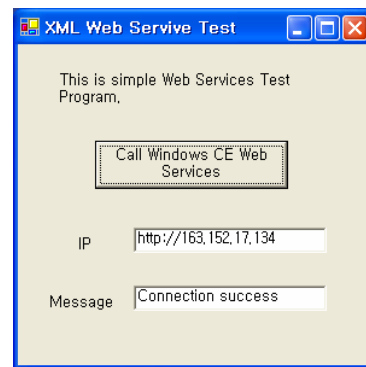 XML Web Servive Test
This is simple Web Services Test
Program,
Call Windows CE Web
Services
IP
http://163,152,17,134
Message
Connection success